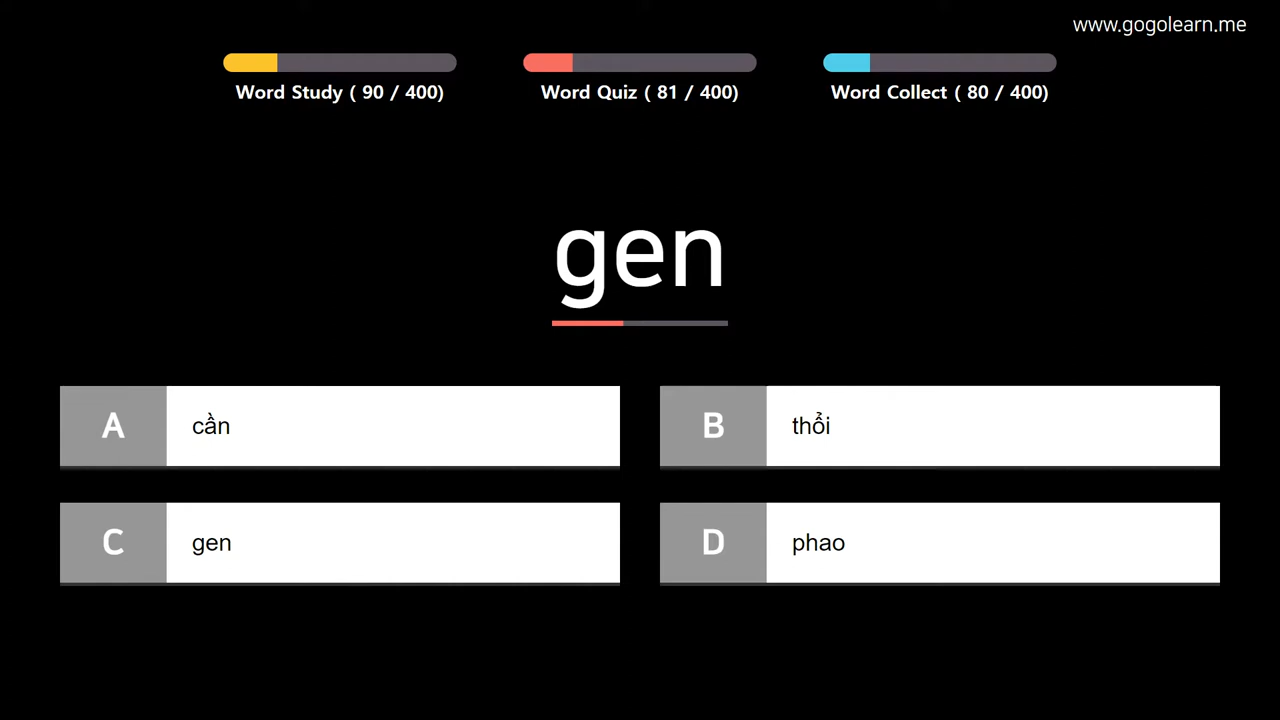 www.gogolearn.me
Word Study ( 90 / 400)
Word Quiz ( 81 / 400)
Word Collect ( 80 / 400)
gen
A cần
B thổi
C gen
D phao